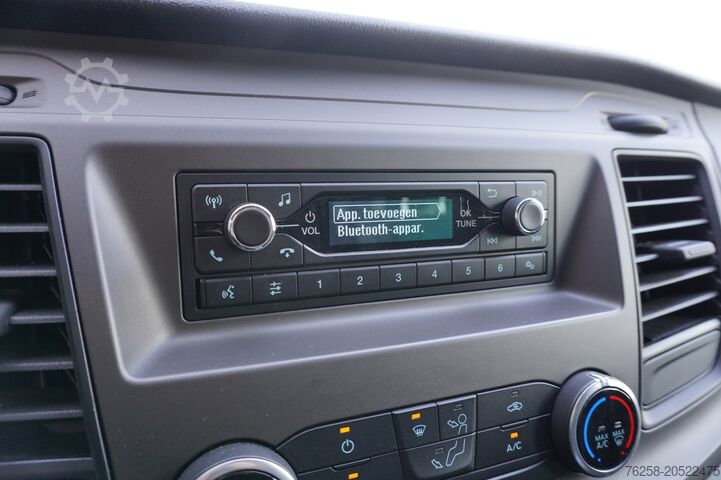 App. toevoegen
Bluetooth-appar.
VOL
OK
TUNE
1 2 3 4 5 6
A/C
MAX A/C
MAX
76258-20522475